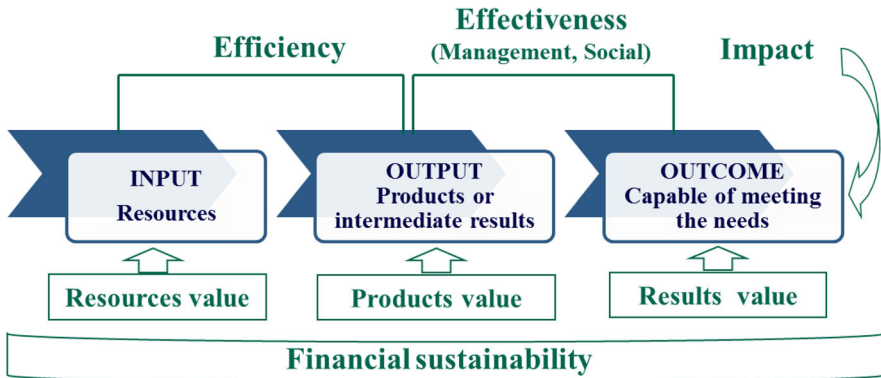 Efficiency
Effectiveness
(Management, Social)
Impact
INPUT
Resources
OUTPUT
Products or
intermediate results
OUTCOME
Capable of meeting
the needs
Resources value
Products value
Results value
Financial sustainability